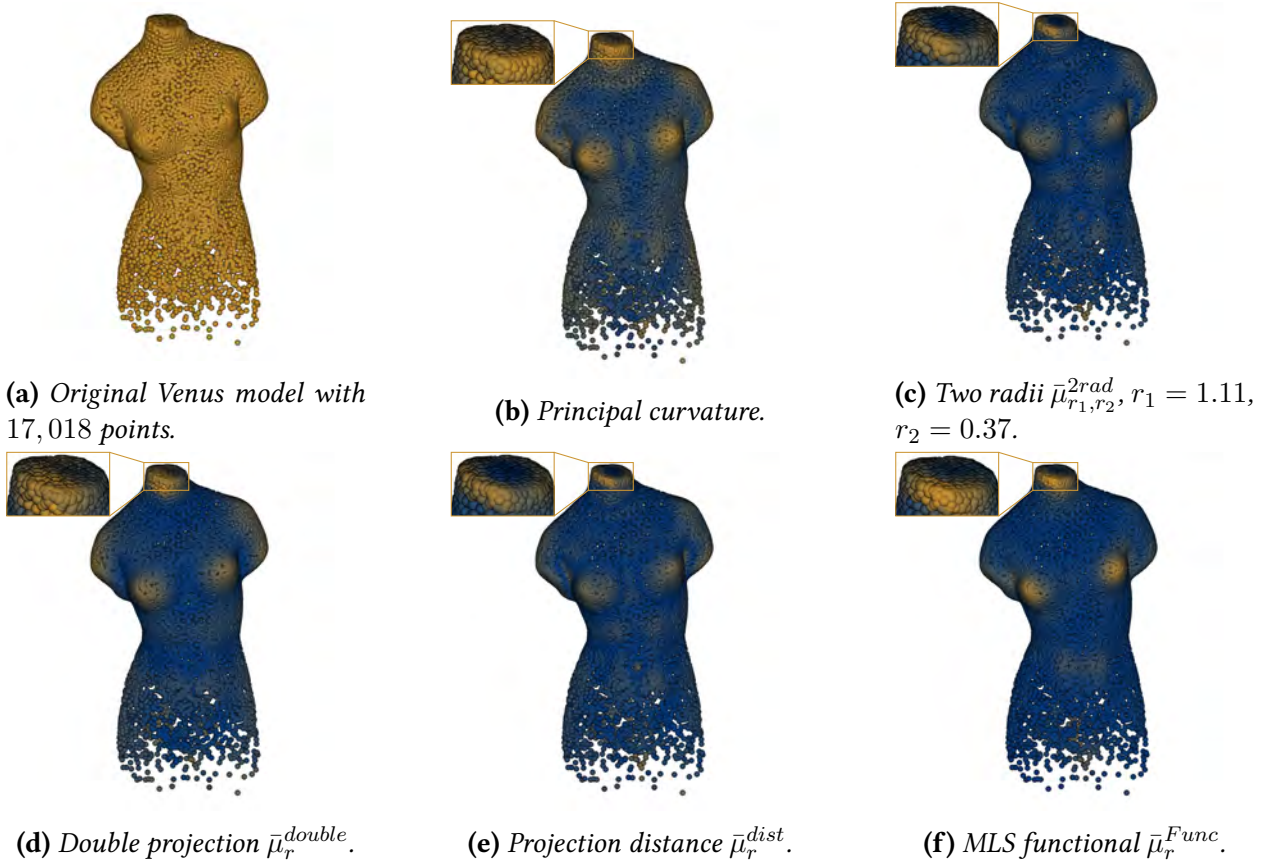 (a) Original Venus model with
17,018 points.
(b) Principal curvature.
(c) Two radii μ̄_{r₁,r₂}^{2rad}, r₁ = 1.11,
r₂ = 0.37.
(d) Double projection μ̄_r^{double}.
(e) Projection distance μ̄_r^{dist}.
(f) MLS functional μ̄_r^{Func}.